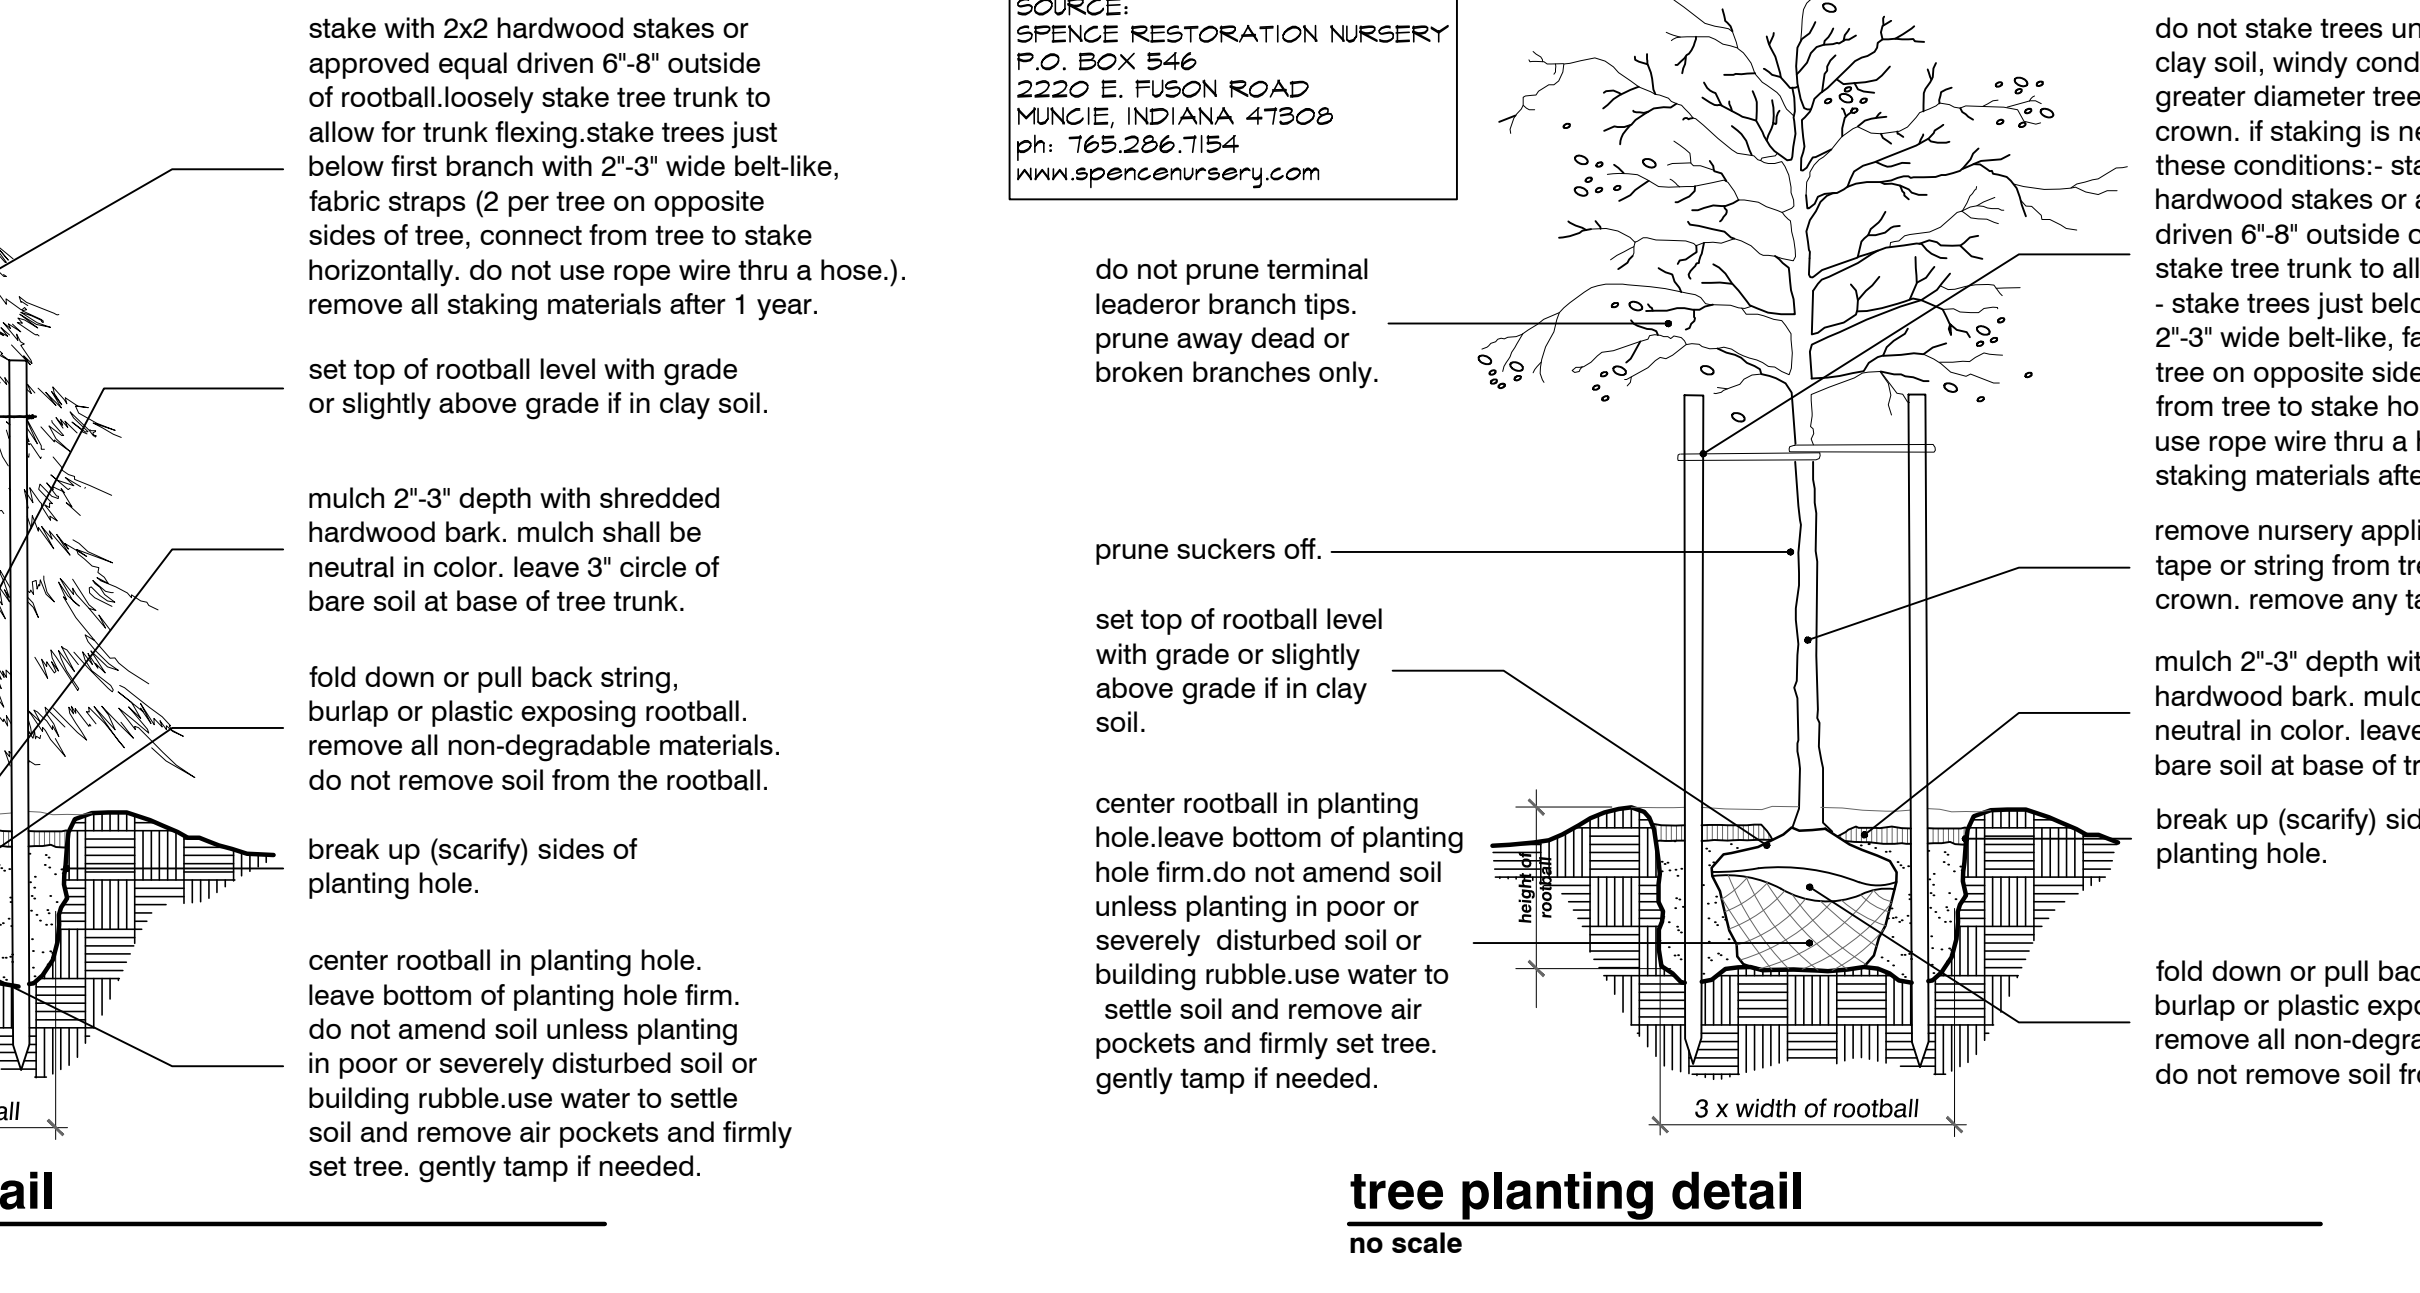 stake with 2x2 hardwood stakes or
approved equal driven 6"-8" outside
of rootball.loosely stake tree trunk to
allow for trunk flexing.stake trees just
below first branch with 2"-3" wide belt-like,
fabric straps (2 per tree on opposite
sides of tree, connect from tree to stake
horizontally. do not use rope wire thru a hose.).
remove all staking materials after 1 year.
set top of rootball level with grade
or slightly above grade if in clay soil.
mulch 2"-3" depth with shredded
hardwood bark. mulch shall be
neutral in color. leave 3" circle of
bare soil at base of tree trunk.
fold down or pull back string,
burlap or plastic exposing rootball.
remove all non-degradable materials.
do not remove soil from the rootball.
break up (scarify) sides of
planting hole.
center rootball in planting hole.
leave bottom of planting hole firm.
do not amend soil unless planting
in poor or severely disturbed soil or
building rubble.use water to settle
soil and remove air pockets and firmly
set tree. gently tamp if needed.
all
ail
SOURCE:
SPENCE RESTORATION NURSERY
P.O. BOX 546
2220 E. FUSON ROAD
MUNCIE, INDIANA 47308
ph: 765.286.7154
www.spencenursery.com
do not prune terminal
leaderor branch tips.
prune away dead or
broken branches only.
prune suckers off.
set top of rootball level
with grade or slightly
above grade if in clay
soil.
center rootball in planting
hole.leave bottom of planting
hole firm.do not amend soil
unless planting in poor or
severely  disturbed soil or
building rubble.use water to
settle soil and remove air
pockets and firmly set tree.
gently tamp if needed.
height of
rootball
3 x width of rootball
tree planting detail
no scale
do not stake trees un
clay soil, windy cond
greater diameter tree
crown. if staking is ne
these conditions:- sta
hardwood stakes or a
driven 6"-8" outside o
stake tree trunk to all
- stake trees just belo
2"-3" wide belt-like, fa
tree on opposite side
from tree to stake ho
use rope wire thru a h
staking materials afte
remove nursery appli
tape or string from tre
crown. remove any ta
mulch 2"-3" depth wit
hardwood bark. mulc
neutral in color. leave
bare soil at base of tr
break up (scarify) sid
planting hole.
fold down or pull bac
burlap or plastic expo
remove all non-degra
do not remove soil fro